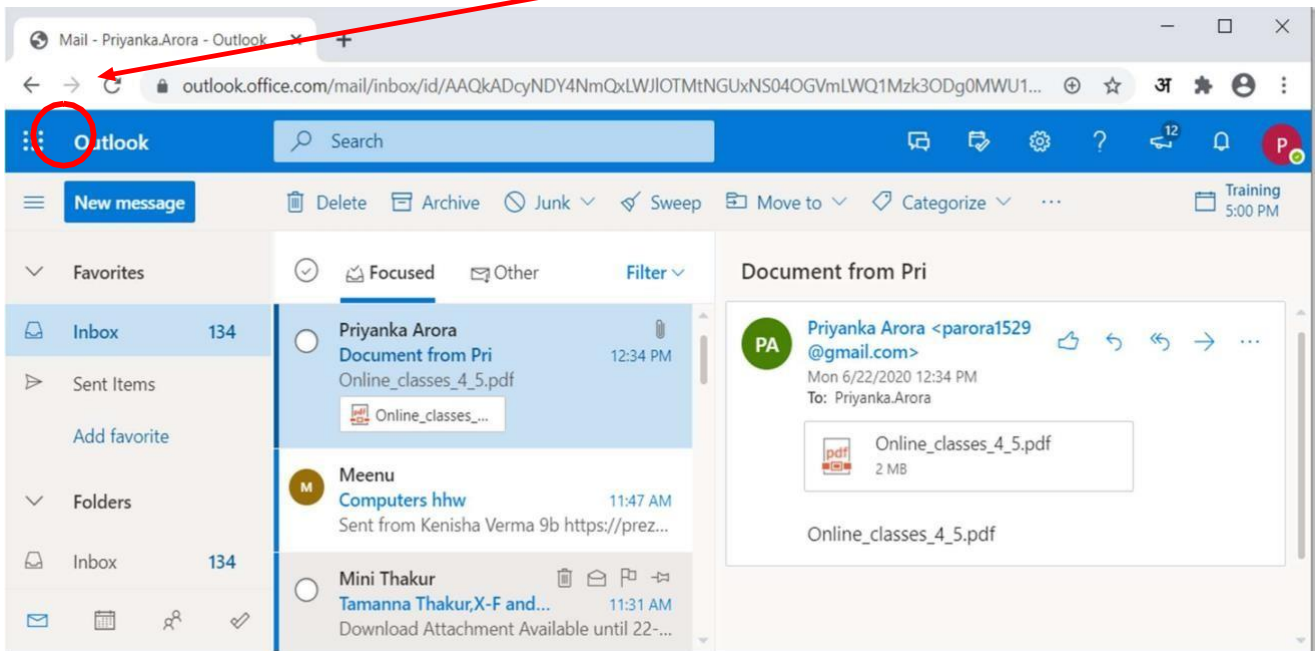 Mail - Priyanka.Arora - Outlook
outlook.office.com/mail/inbox/id/AAQkADcyNDY4NmQxLWJlOTMtNGUxNS04OGVmLWQ1Mzk3ODg0MWU1...
अ
Outlook
Search
12
P
New message
Delete
Archive
Junk
Sweep
Move to
Categorize
...
Training
5:00 PM
Favorites
Focused
Other
Filter
Inbox 134
Sent Items
Add favorite
Folders
Inbox 134
Priyanka Arora
Document from Pri 12:34 PM
Online_classes_4_5.pdf
pdf
Online_classes_...
M
Meenu
Computers hhw 11:47 AM
Sent from Kenisha Verma 9b https://prez...
Mini Thakur
Tamanna Thakur,X-F and... 11:31 AM
Download Attachment Available until 22-...
Document from Pri
PA
Priyanka Arora <parora1529
@gmail.com>
...
Mon 6/22/2020 12:34 PM
To: Priyanka.Arora
pdf
Online_classes_4_5.pdf
2 MB
Online_classes_4_5.pdf